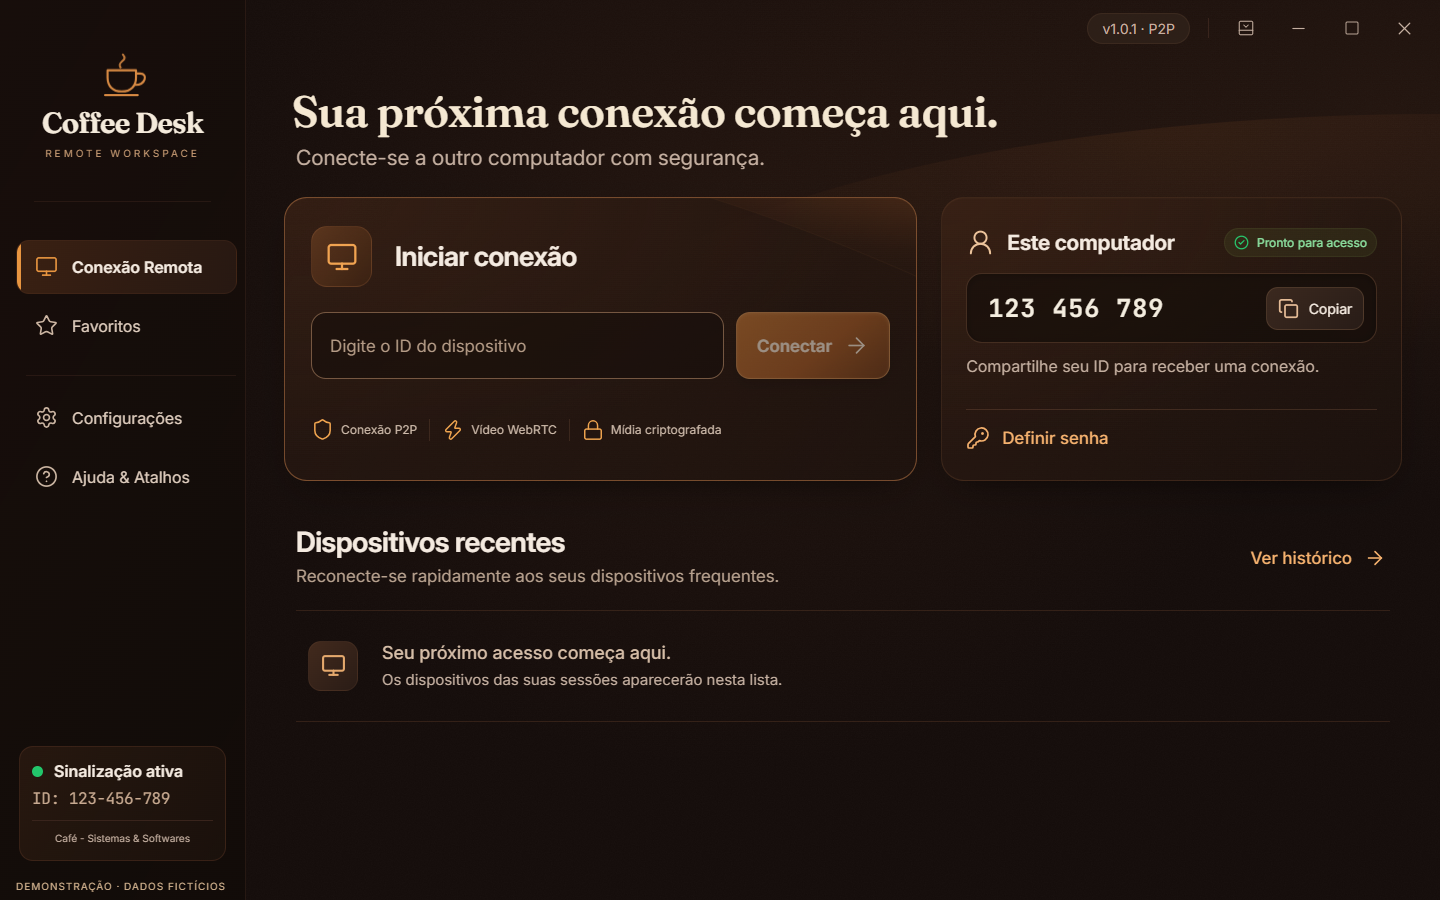 v1.0.1 · P2P
Coffee Desk
REMOTE WORKSPACE
Conexão Remota
Favoritos
Configurações
Ajuda & Atalhos
Sinalização ativa
ID: 123-456-789
Café - Sistemas & Softwares
DEMONSTRAÇÃO · DADOS FICTÍCIOS
Sua próxima conexão começa aqui.
Conecte-se a outro computador com segurança.
Iniciar conexão
Digite o ID do dispositivo
Conectar
Conexão P2P
Vídeo WebRTC
Mídia criptografada
Este computador
Pronto para acesso
123 456 789
Copiar
Compartilhe seu ID para receber uma conexão.
Definir senha
Dispositivos recentes
Reconecte-se rapidamente aos seus dispositivos frequentes.
Ver histórico
Seu próximo acesso começa aqui.
Os dispositivos das suas sessões aparecerão nesta lista.